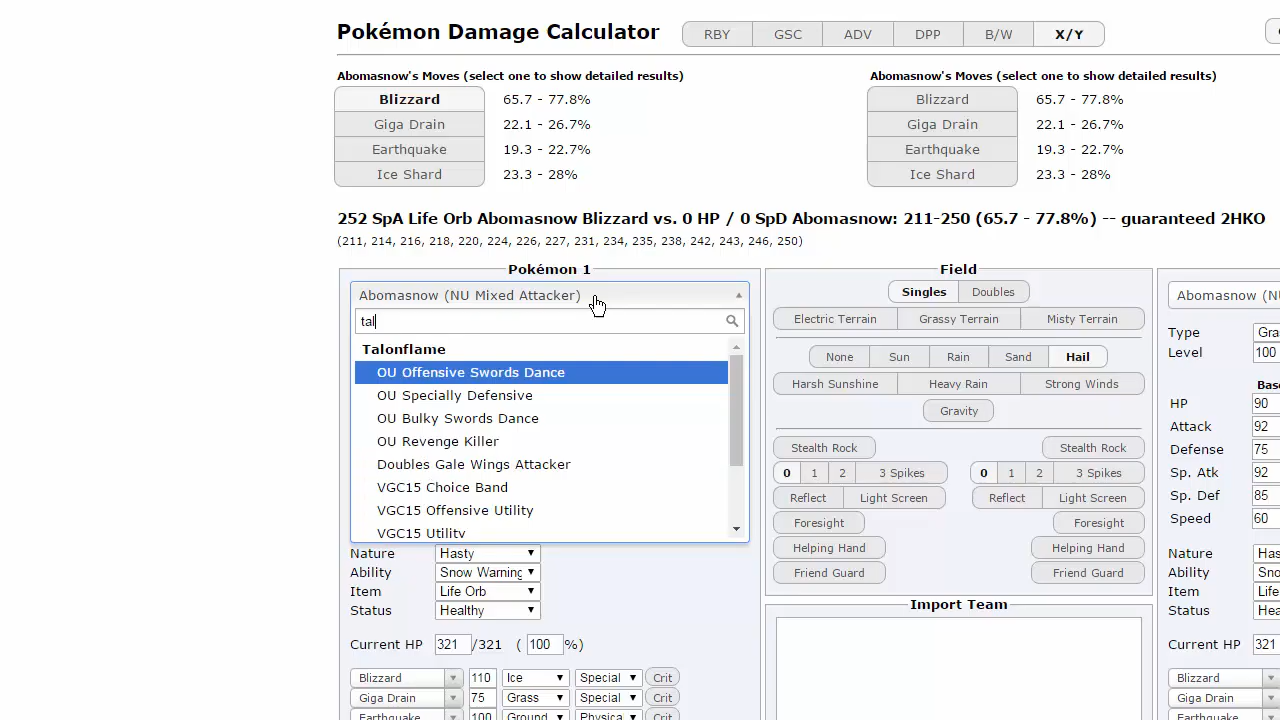 Pokémon Damage Calculator RBY GSC ADV DPP B/W X/Y
Abomasnow's Moves (select one to show detailed results) Abomasnow's Moves (select one to show detailed results)
Blizzard 65.7 - 77.8% Blizzard 65.7 - 77.8%
Giga Drain 22.1 - 26.7% Giga Drain 22.1 - 26.7%
Earthquake 19.3 - 22.7% Earthquake 19.3 - 22.7%
Ice Shard 23.3 - 28% Ice Shard 23.3 - 28%
252 SpA Life Orb Abomasnow Blizzard vs. 0 HP / 0 SpD Abomasnow: 211-250 (65.7 - 77.8%) -- guaranteed 2HKO
(211, 214, 216, 218, 220, 224, 226, 227, 231, 234, 235, 238, 242, 243, 246, 250)
Pokémon 1
Abomasnow (NU Mixed Attacker)
tal
Talonflame
OU Offensive Swords Dance
OU Specially Defensive
OU Bulky Swords Dance
OU Revenge Killer
Doubles Gale Wings Attacker
VGC15 Choice Band
VGC15 Offensive Utility
VGC15 Utility
Nature Hasty
Ability Snow Warning
Item Life Orb
Status Healthy
Current HP 321 /321 ( 100 %)
Blizzard 110 Ice Special Crit
Giga Drain 75 Grass Special Crit
Earthquake 100 Ground Physica Crit
Field
Singles Doubles
Electric Terrain Grassy Terrain Misty Terrain
None Sun Rain Sand Hail
Harsh Sunshine Heavy Rain Strong Winds
Gravity
Stealth Rock Stealth Rock
0 1 2 3 Spikes 0 1 2 3 Spikes
Reflect Light Screen Reflect Light Screen
Foresight Foresight
Helping Hand Helping Hand
Friend Guard Friend Guard
Import Team
Abomasnow (NU Mixed
Type Gra
Level 100
Bas
HP 90
Attack 92
Defense 75
Sp. Atk 92
Sp. Def 85
Speed 60
Nature Has
Ability Sno
Item Life
Status Hea
Current HP 321
Blizzard
Giga Drain
Earthquake